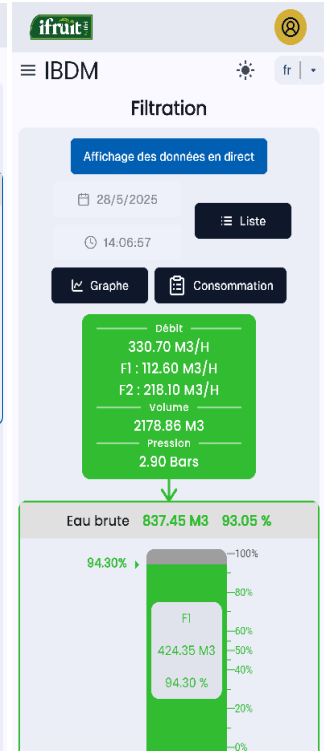 ifruit
IBDM
fr
Filtration
Affichage des données en direct
28/5/2025
14:06:57
Liste
Graphe
Consommation
Débit
330.70 M3/H
F1 : 112.60 M3/H
F2 : 218.10 M3/H
Volume
2178.86 M3
Pression
2.90 Bars
Eau brute 837.45 M3 93.05 %
94.30%
100%
80%
F1
60%
424.35 M3
50%
40%
94.30 %
20%
0%